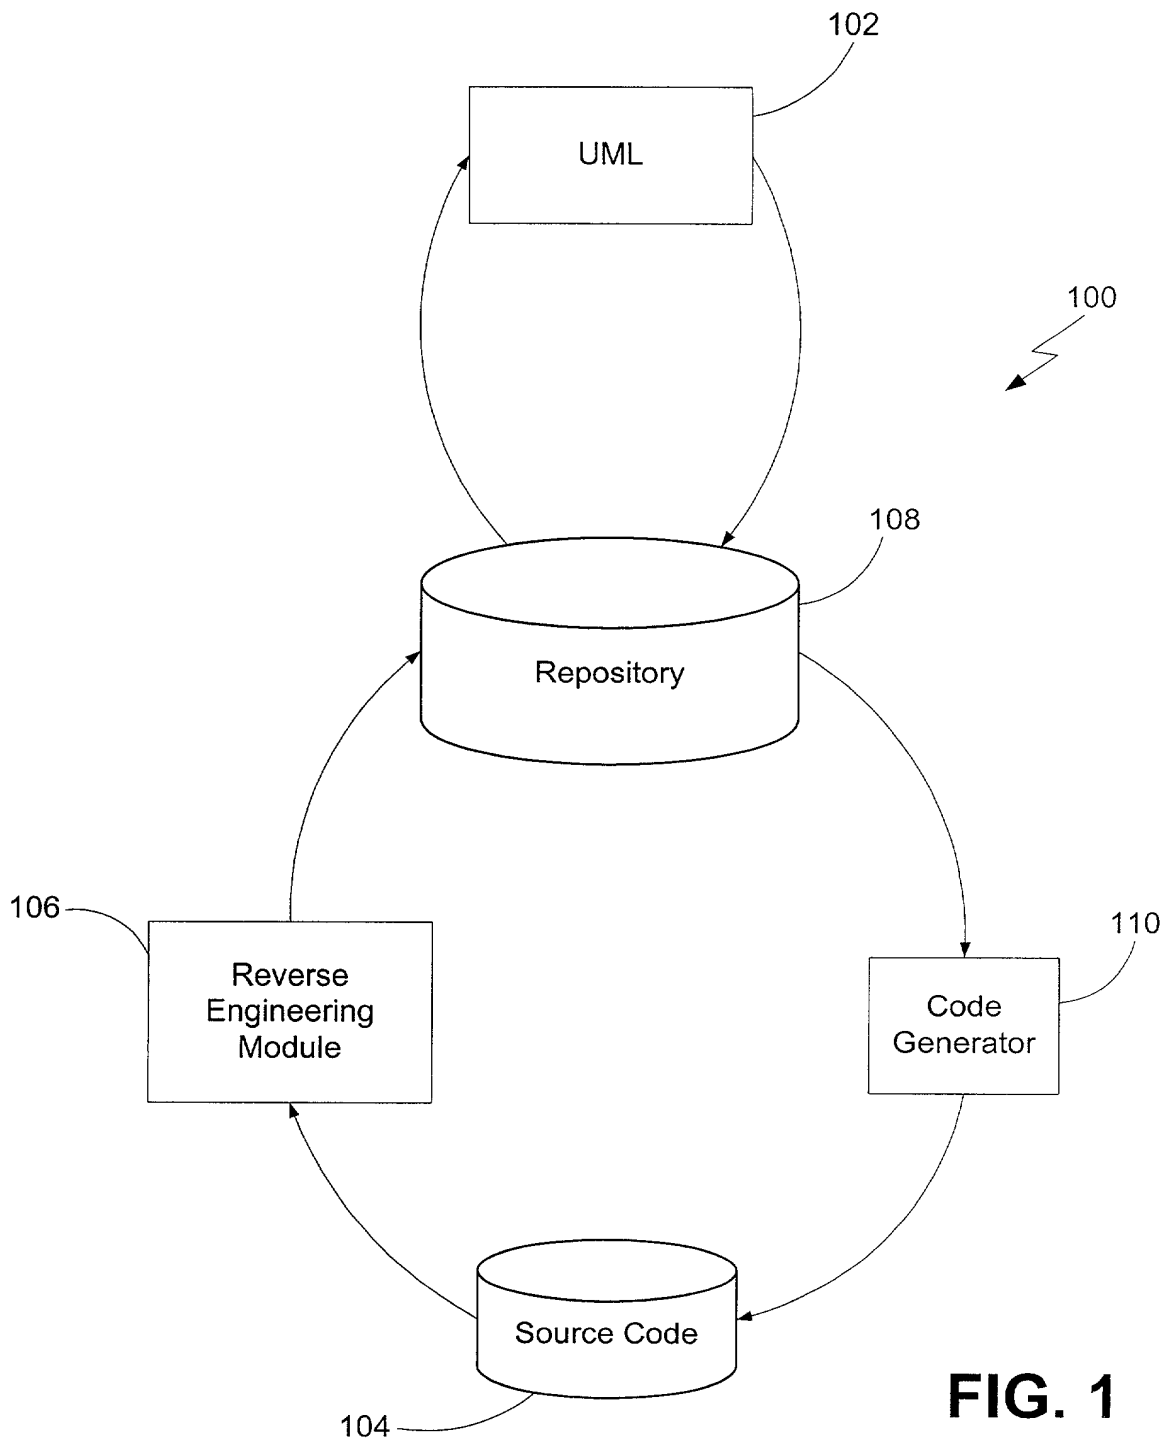 102
UML
100
108
Repository
106
110
Reverse
Engineering
Module
Code
Generator
Source Code
104
FIG. 1